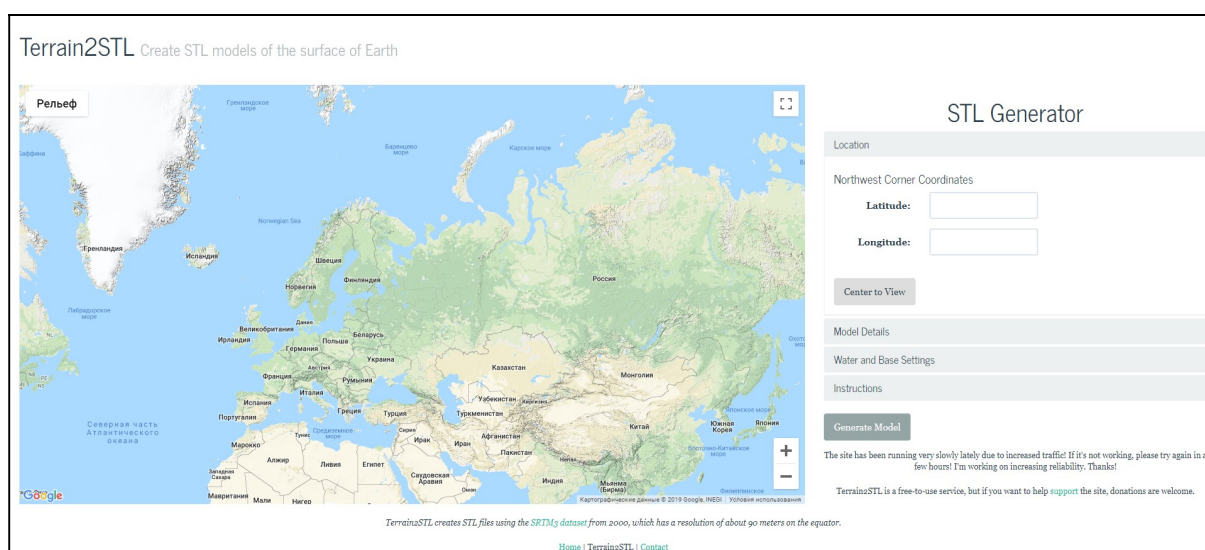 Terrain2STL Create STL models of the surface of Earth
Рельеф
Гренландское
море
Баренцево
море
Карское море
Norwegian Sea
Гренландия
Исландия
Швеция
Финляндия
Норвегия
Россия
Лабрадорское
море
Дания
Великобритания
Ирландия
Беларусь
Польша
Германия
Украина
Австрия
Франция
Румыния
Казахстан
Монголия
Италия
Испания
Узбекистан
Киргизия
Португалия
Греция
Турция
Туркменистан
Японское море
Северная часть
Атлантического
океана
Средиземное
море
Тунис
Сирия
Китай
Южная
Корея
Япония
Марокко
Ирак
Иран
Афганистан
Восточно-Китайское
море
Пакистан
Алжир
Ливия
Египет
Непал
Западная
Сахара
Саудовская
Аравия
Индия
Мьянма
(Бирма)
Оман
Мавритания
Мали
Нигер
Филиппинское
Google
Картографические данные © 2019 Google, INEGI
Условия использования
STL Generator
Location
Northwest Corner Coordinates
Latitude:
Longitude:
Center to View
Model Details
Water and Base Settings
Instructions
Generate Model
The site has been running very slowly lately due to increased traffic! If it's not working, please try again in a
few hours! I'm working on increasing reliability. Thanks!
Terrain2STL is a free-to-use service, but if you want to help support the site, donations are welcome.
Terrain2STL creates STL files using the SRTM3 dataset from 2000, which has a resolution of about 90 meters on the equator.
Home | Terrain2STL | Contact